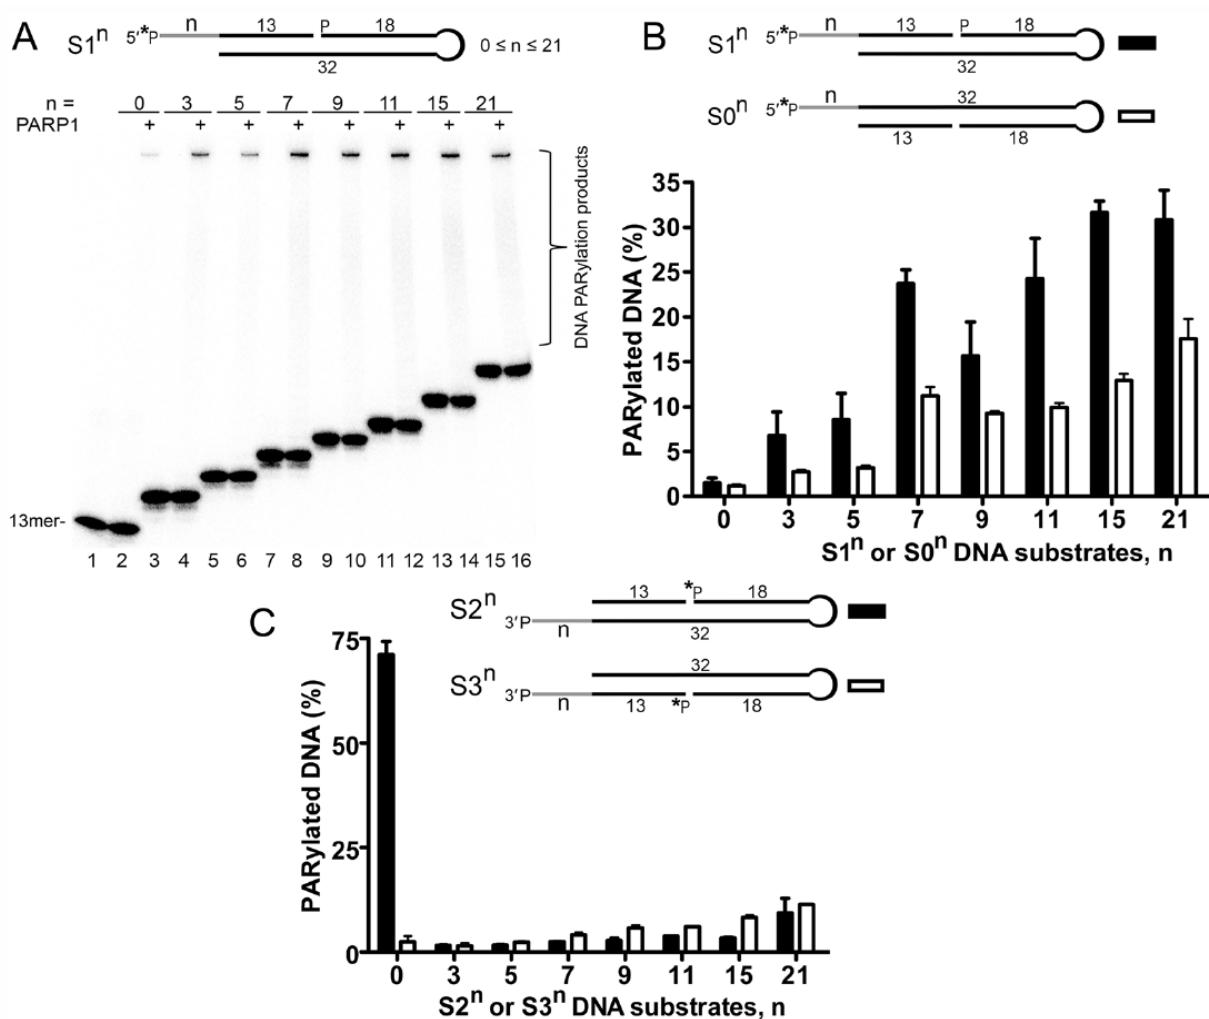 A
S1ⁿ 5′*P n 13 P 18
32
0 ≤ n ≤ 21
n = 0 3 5 7 9 11 15 21
PARP1 + + + + + + + +
DNA PARylation products
13mer-
1 2 3 4 5 6 7 8 9 10 11 12 13 14 15 16
B
S1ⁿ 5′*P n 13 P 18
32
S0ⁿ 5′*P n 32
13 18
PARylated DNA (%)
35
30
25
20
15
10
5
0
0 3 5 7 9 11 15 21
S1ⁿ or S0ⁿ DNA substrates, n
C
S2ⁿ 13 *P 18
3′P n 32
S3ⁿ 32
3′P n 13 *P 18
PARylated DNA (%)
75
50
25
0
0 3 5 7 9 11 15 21
S2ⁿ or S3ⁿ DNA substrates, n